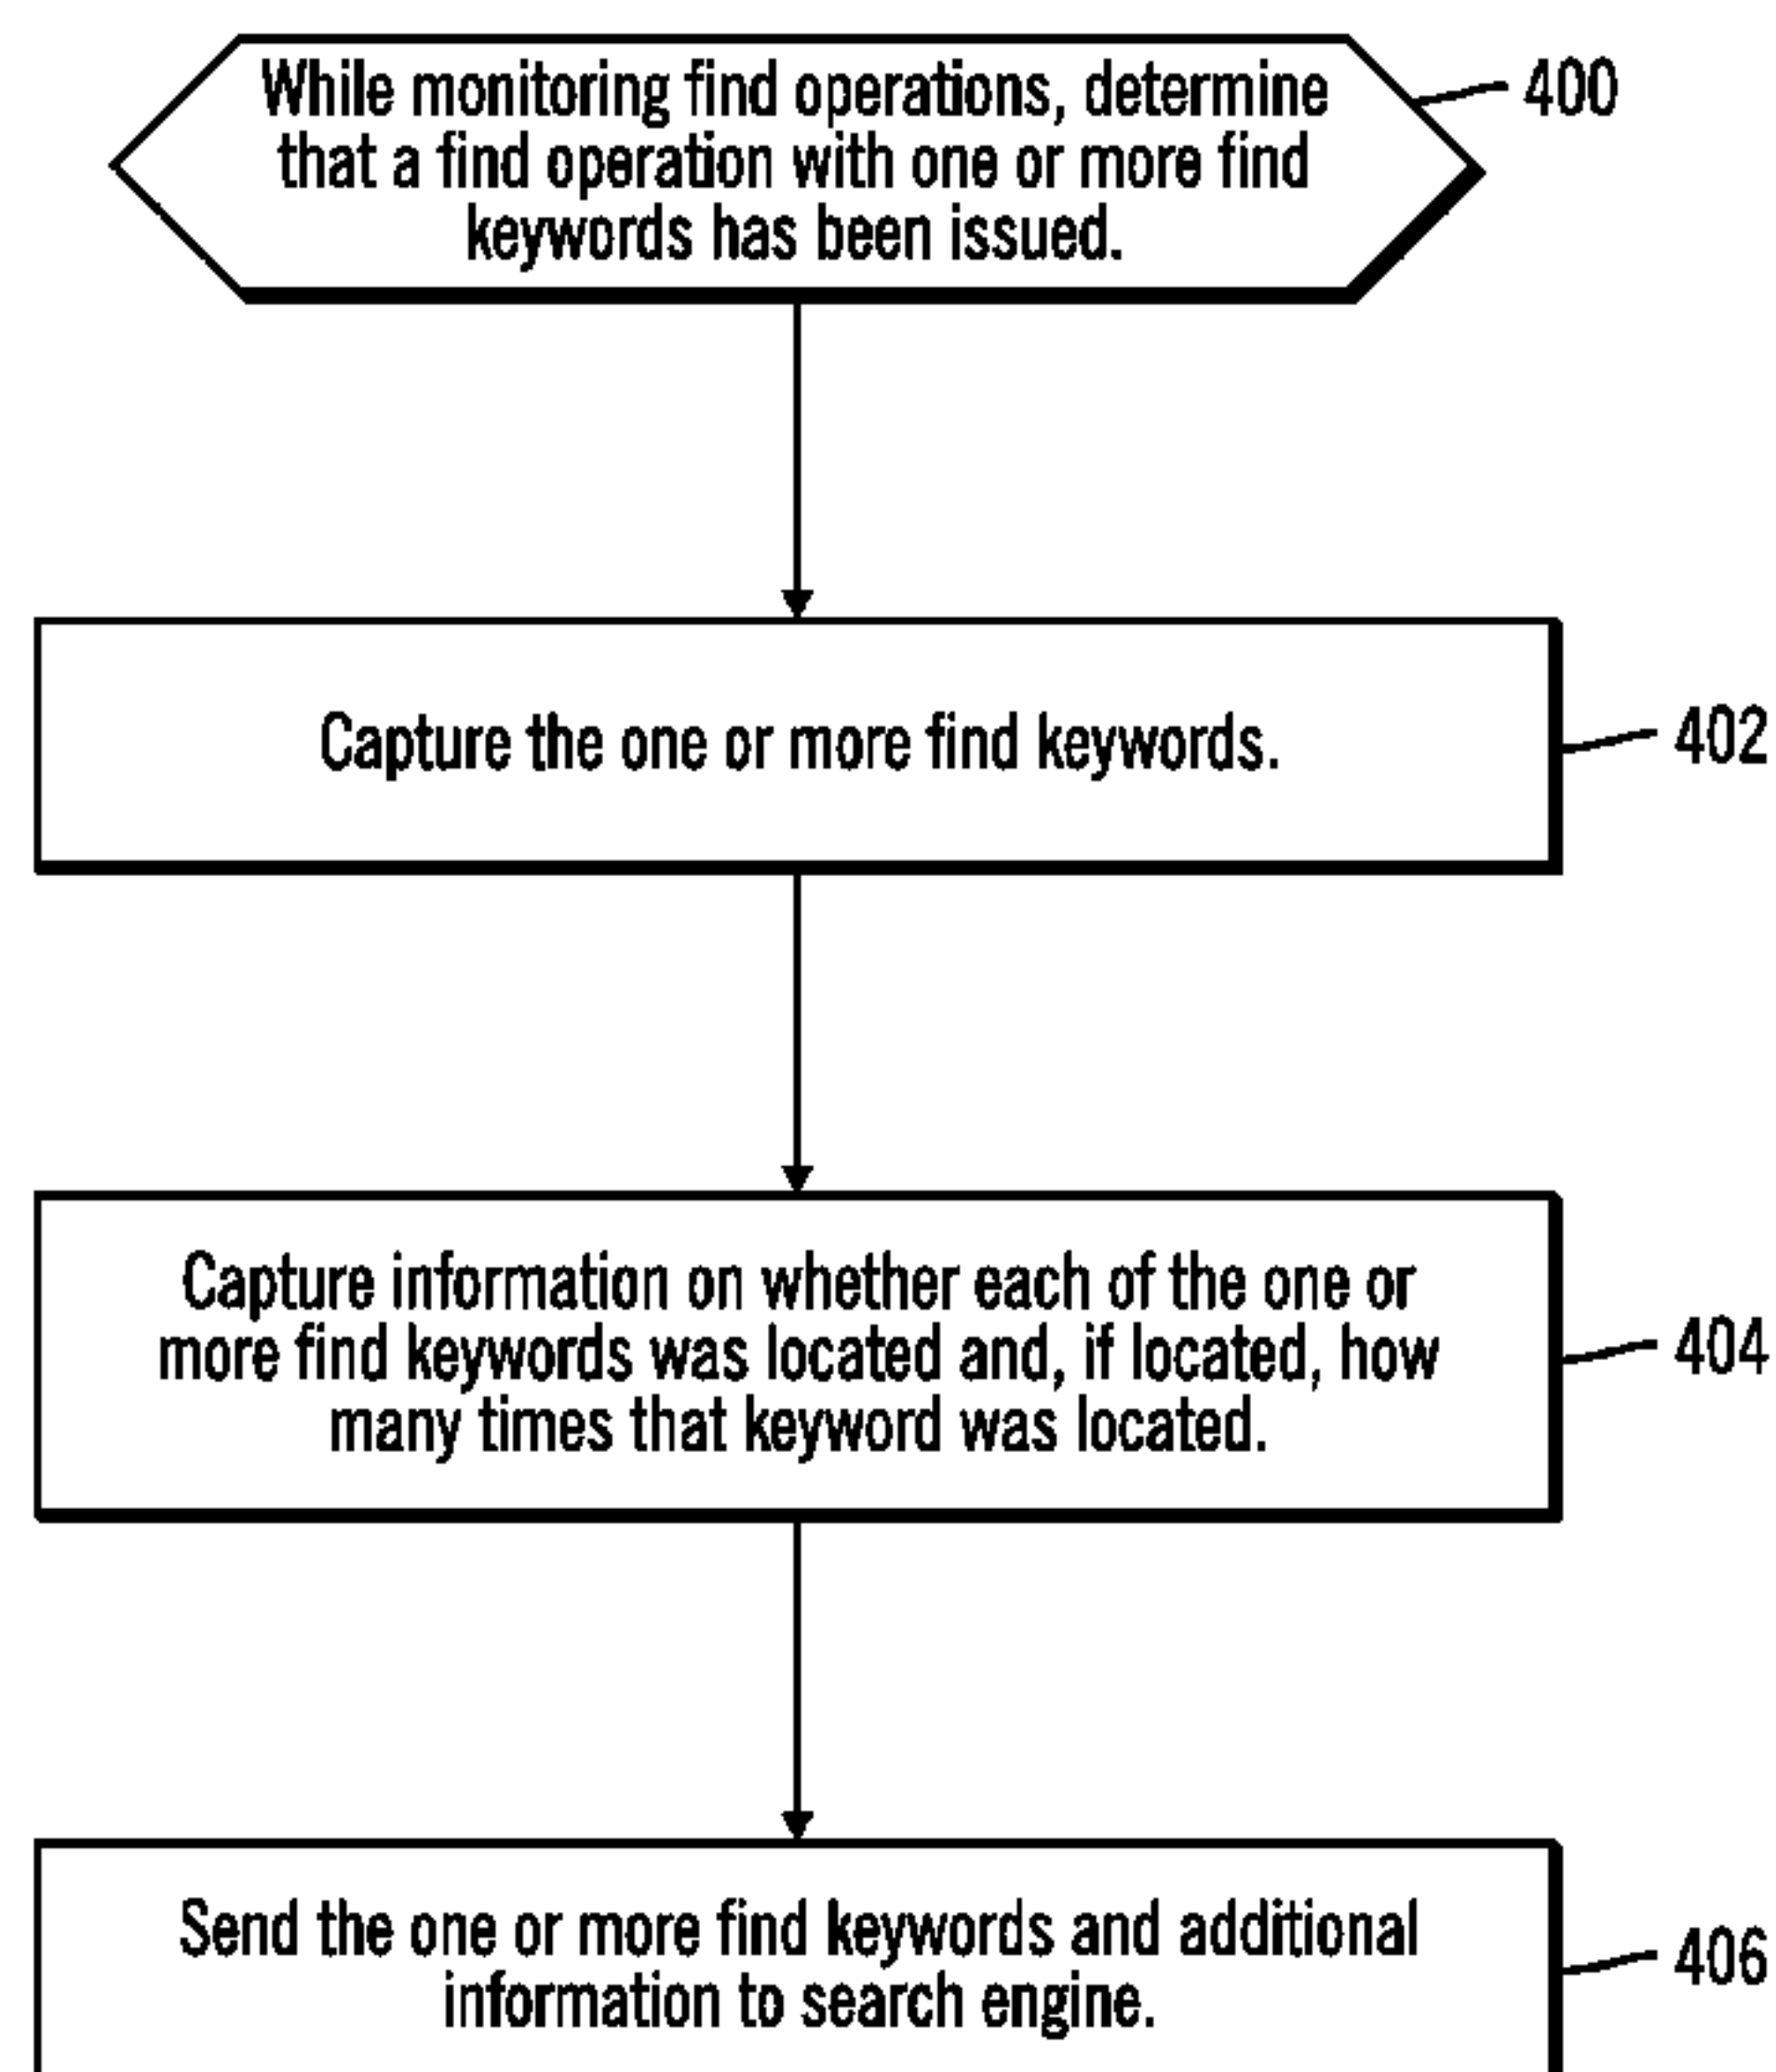 While monitoring find operations, determine
that a find operation with one or more find
keywords has been issued.
400
Capture the one or more find keywords.
402
Capture information on whether each of the one or
more find keywords was located and, if located, how
many times that keyword was located.
404
Send the one or more find keywords and additional
information to search engine.
406